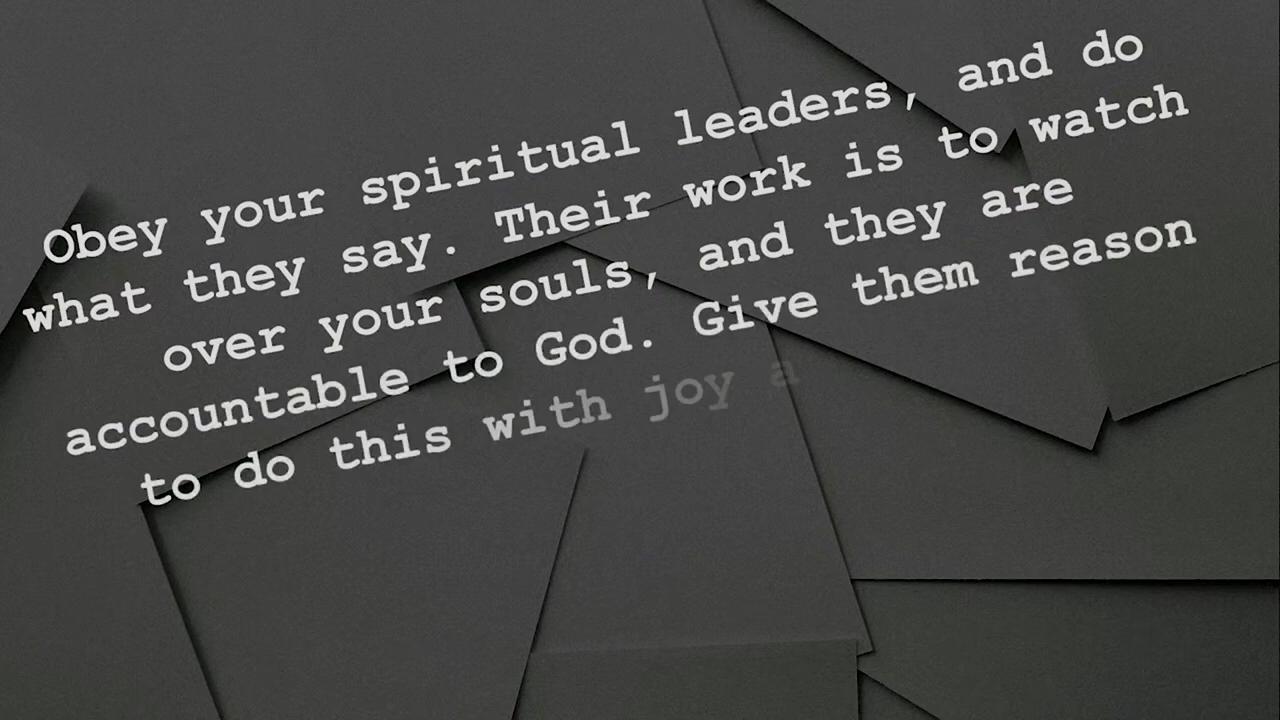 Obey your spiritual leaders, and do
what they say. Their work is to watch
over your souls, and they are
accountable to God. Give them reason
to do this with joy a